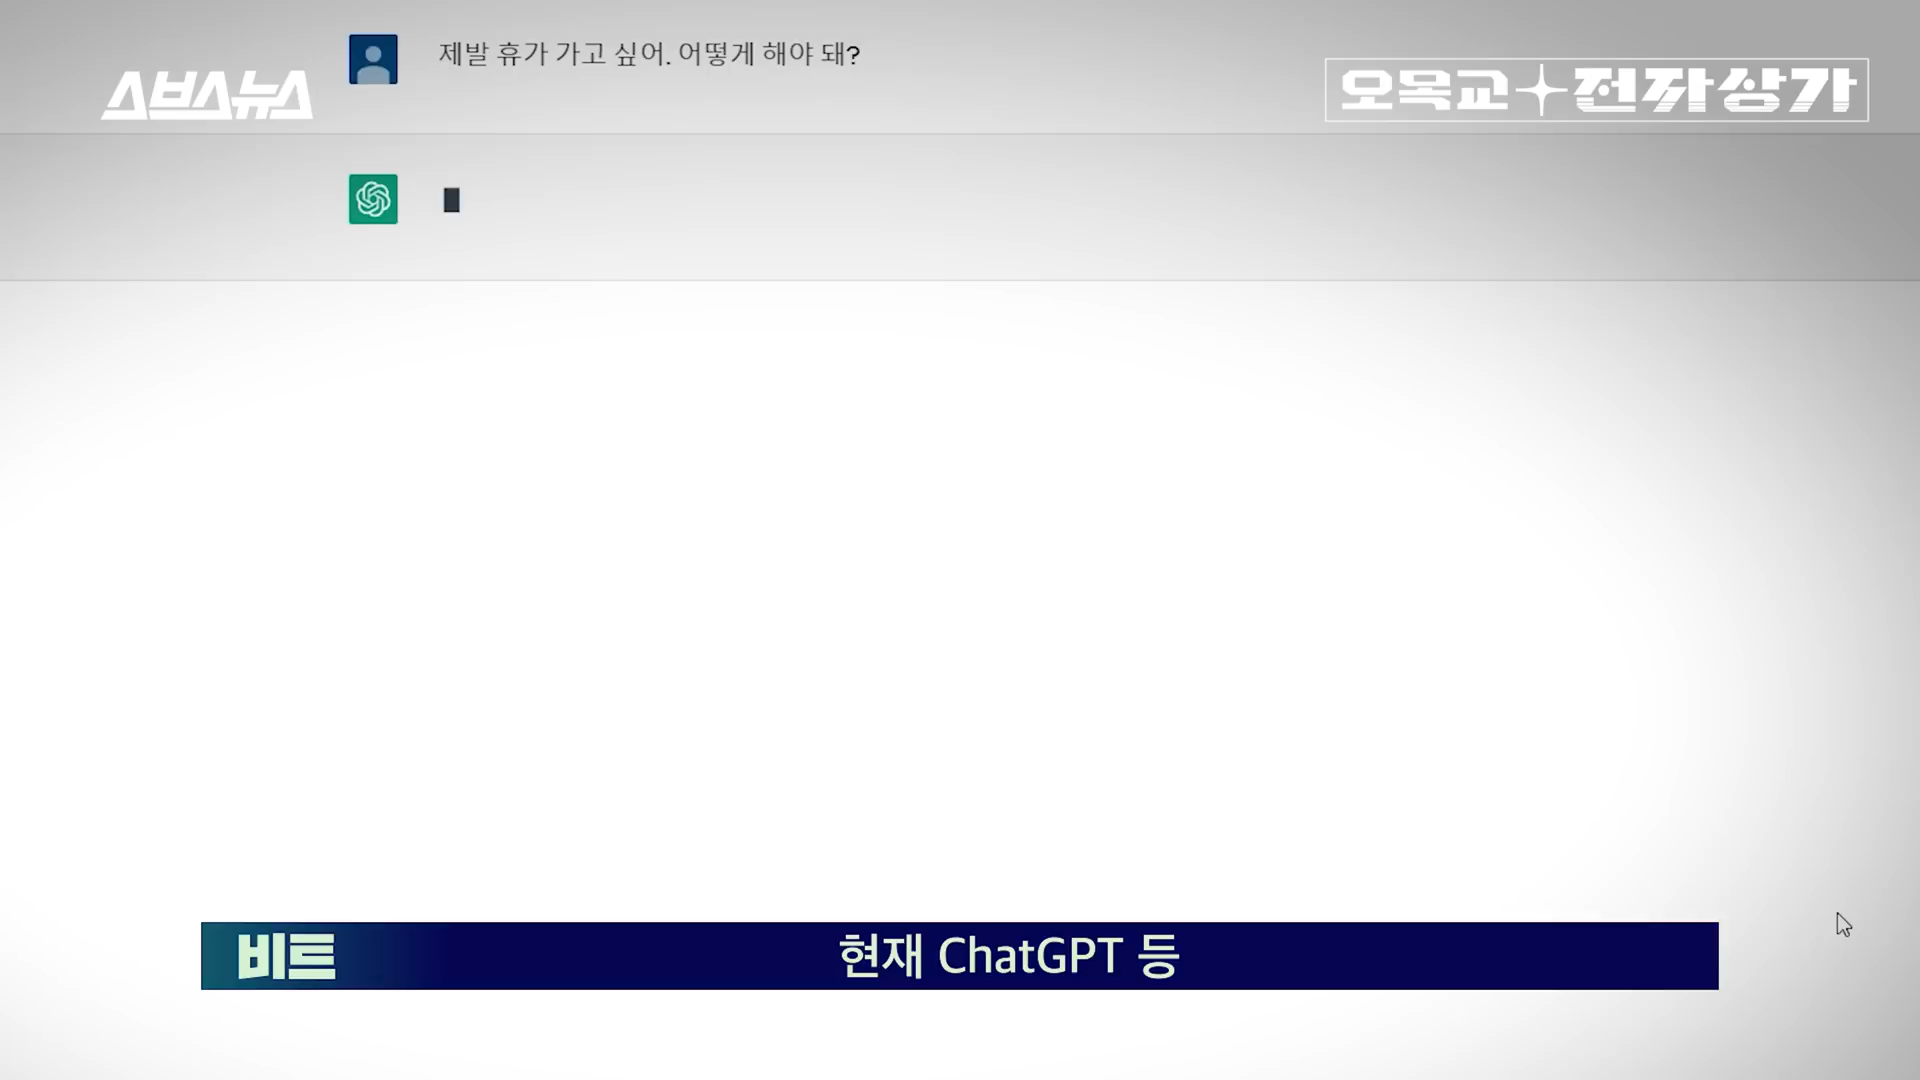 제발 휴가 가고 싶어. 어떻게 해야 돼?
스브스뉴스
오목교 전자상가
비트
현재 ChatGPT 등